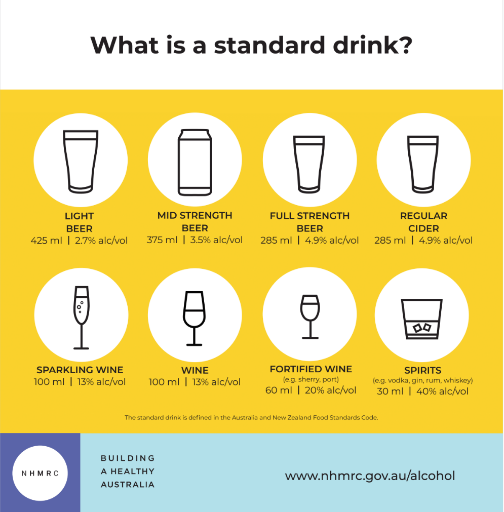 What is a standard drink?
LIGHT
BEER
425 ml | 2.7% alc/vol
MID STRENGTH
BEER
375 ml | 3.5% alc/vol
FULL STRENGTH
BEER
285 ml | 4.9% alc/vol
REGULAR
CIDER
285 ml | 4.9% alc/vol
SPARKLING WINE
100 ml | 13% alc/vol
WINE
100 ml | 13% alc/vol
FORTIFIED WINE
(e.g. sherry, port)
60 ml | 20% alc/vol
SPIRITS
(e.g. vodka, gin, rum, whiskey)
30 ml | 40% alc/vol
The standard drink is defined in the Australia and New Zealand Food Standards Code.
NHMRC
BUILDING
A HEALTHY
AUSTRALIA
www.nhmrc.gov.au/alcohol